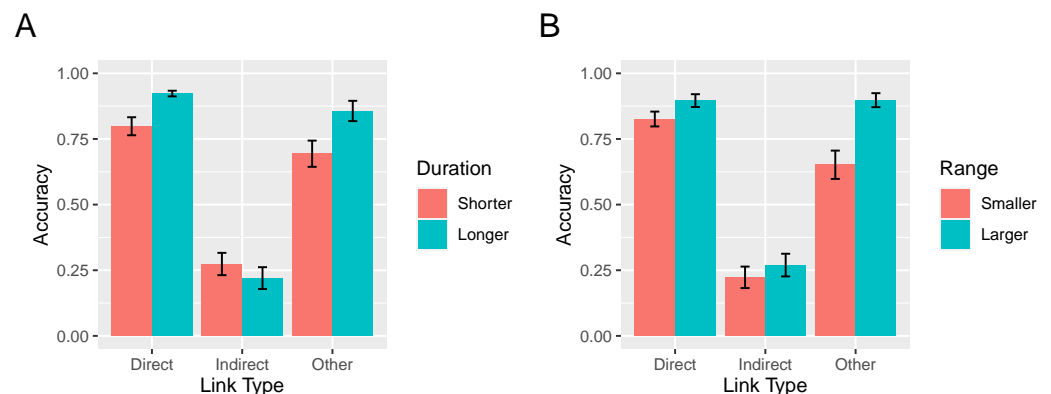 A
1.00
0.75
0.50
0.25
0.00
Accuracy
Direct Indirect Other
Link Type
Duration
Shorter
Longer
B
1.00
0.75
0.50
0.25
0.00
Accuracy
Direct Indirect Other
Link Type
Range
Smaller
Larger